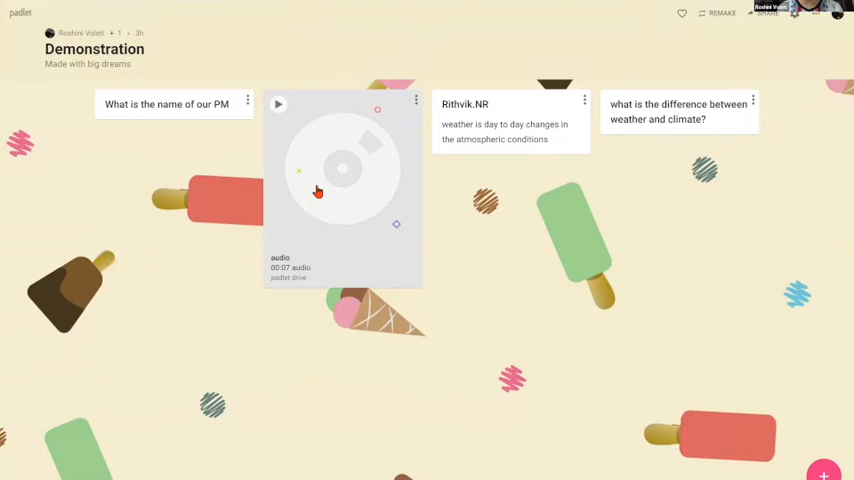 padlet
Roshini Voleti
REMAKE
SHARE
Roshini Voleti + 1 • 3h
Demonstration
Made with big dreams
What is the name of our PM
audio
00:07 audio
padlet drive
Rithvik.NR
weather is day to day changes in
the atmospheric conditions
what is the difference between
weather and climate?